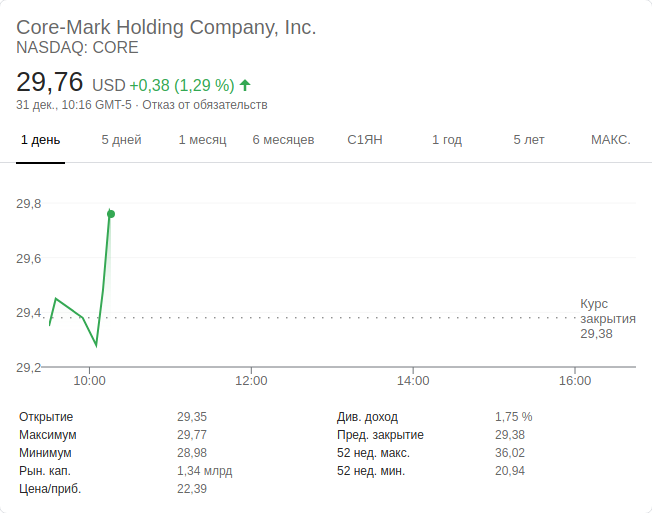 Core-Mark Holding Company, Inc.
NASDAQ: CORE
29,76 USD +0,38 (1,29 %)
31 дек., 10:16 GMT-5 · Отказ от обязательств
1 день 5 дней 1 месяц 6 месяцев С1ЯН 1 год 5 лет МАКС.
29,8
29,6
29,4
29,2
Курс
закрытия
29,38
10:00 12:00 14:00 16:00
Открытие 29,35 Див. доход 1,75 %
Максимум 29,77 Пред. закрытие 29,38
Минимум 28,98 52 нед. макс. 36,02
Рын. кап. 1,34 млрд 52 нед. мин. 20,94
Цена/приб. 22,39